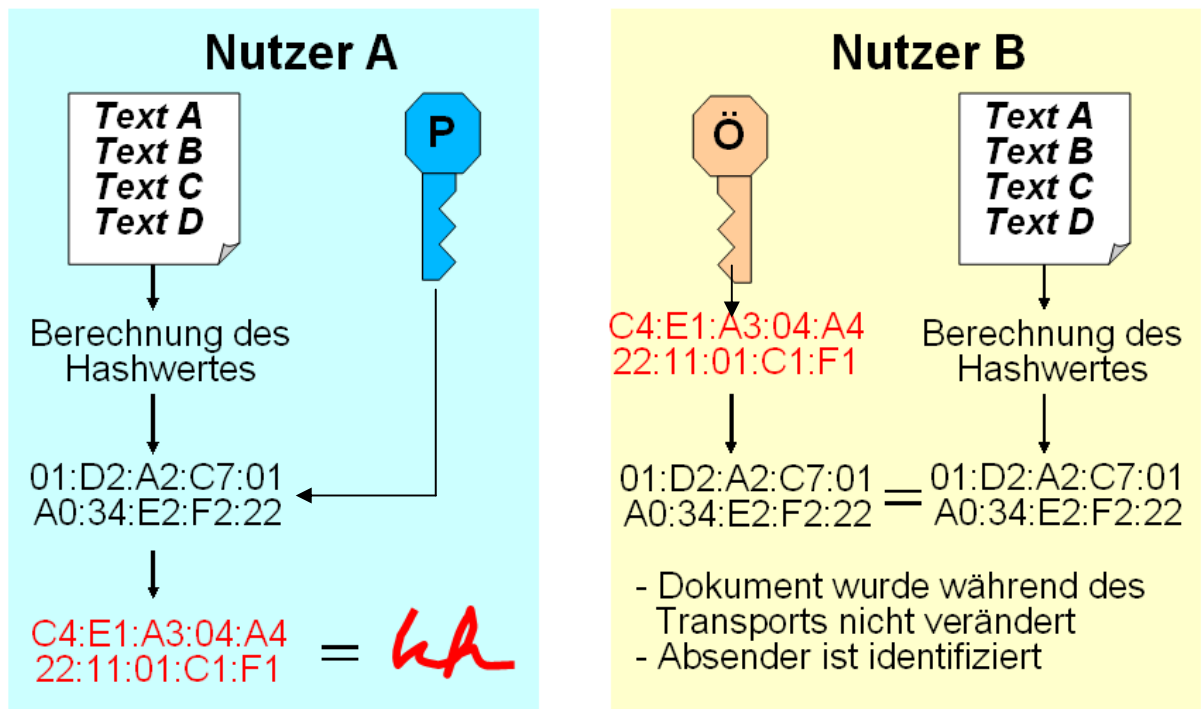 Nutzer A
Text A
Text B
Text C
Text D
P
Berechnung des
Hashwertes
01:D2:A2:C7:01
A0:34:E2:F2:22
C4:E1:A3:04:A4
22:11:01:C1:F1
=
Nutzer B
Ö
Text A
Text B
Text C
Text D
C4:E1:A3:04:A4
22:11:01:C1:F1
Berechnung des
Hashwertes
01:D2:A2:C7:01
A0:34:E2:F2:22
=
01:D2:A2:C7:01
A0:34:E2:F2:22
- Dokument wurde während des
Transports nicht verändert
- Absender ist identifiziert